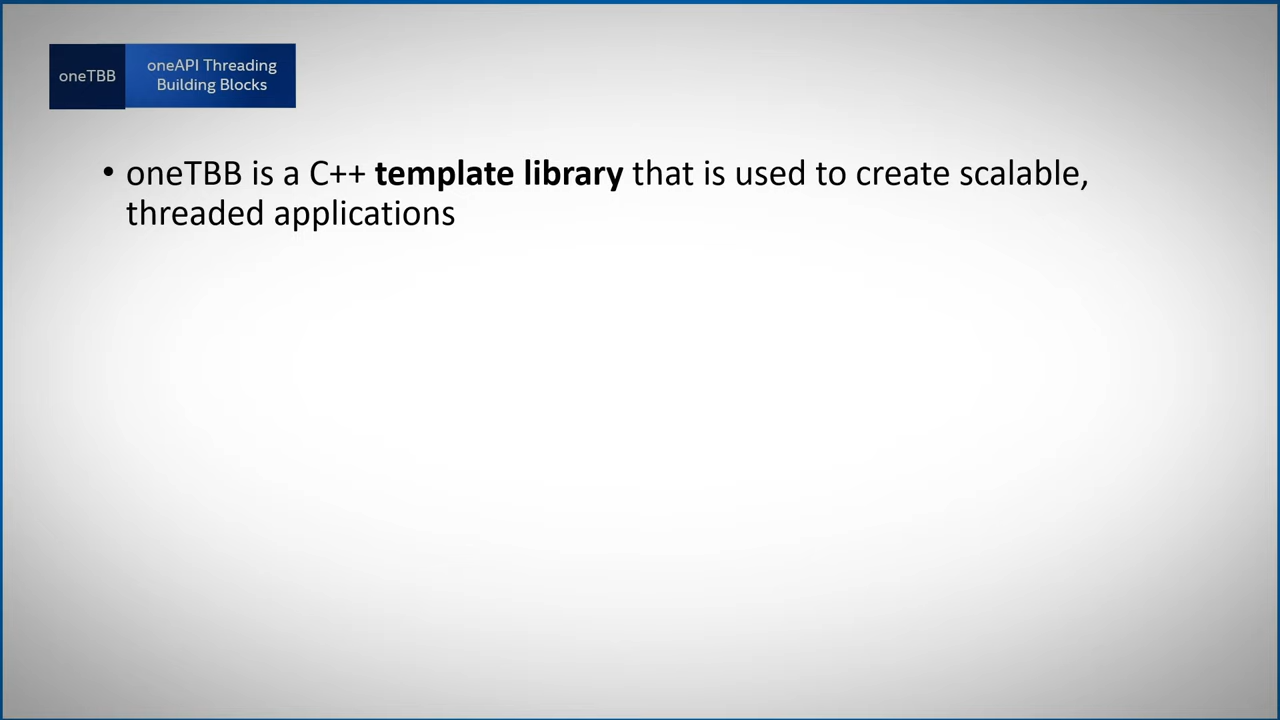 oneTBB
oneAPI Threading
Building Blocks
• oneTBB is a C++ template library that is used to create scalable,
threaded applications